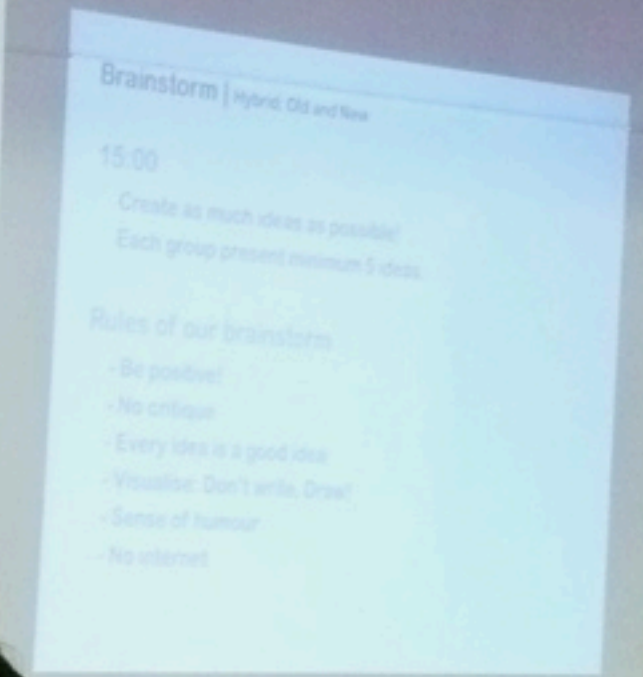 Brainstorm | Hybrid: Old and New
15:00
Create as much ideas as possible!
Each group present minimum 5 ideas
Rules of our brainstorm
- Be positive!
- No critique
- Every idea is a good idea
- Visualise: Don't write, Draw!
- Sense of humour
- No internet